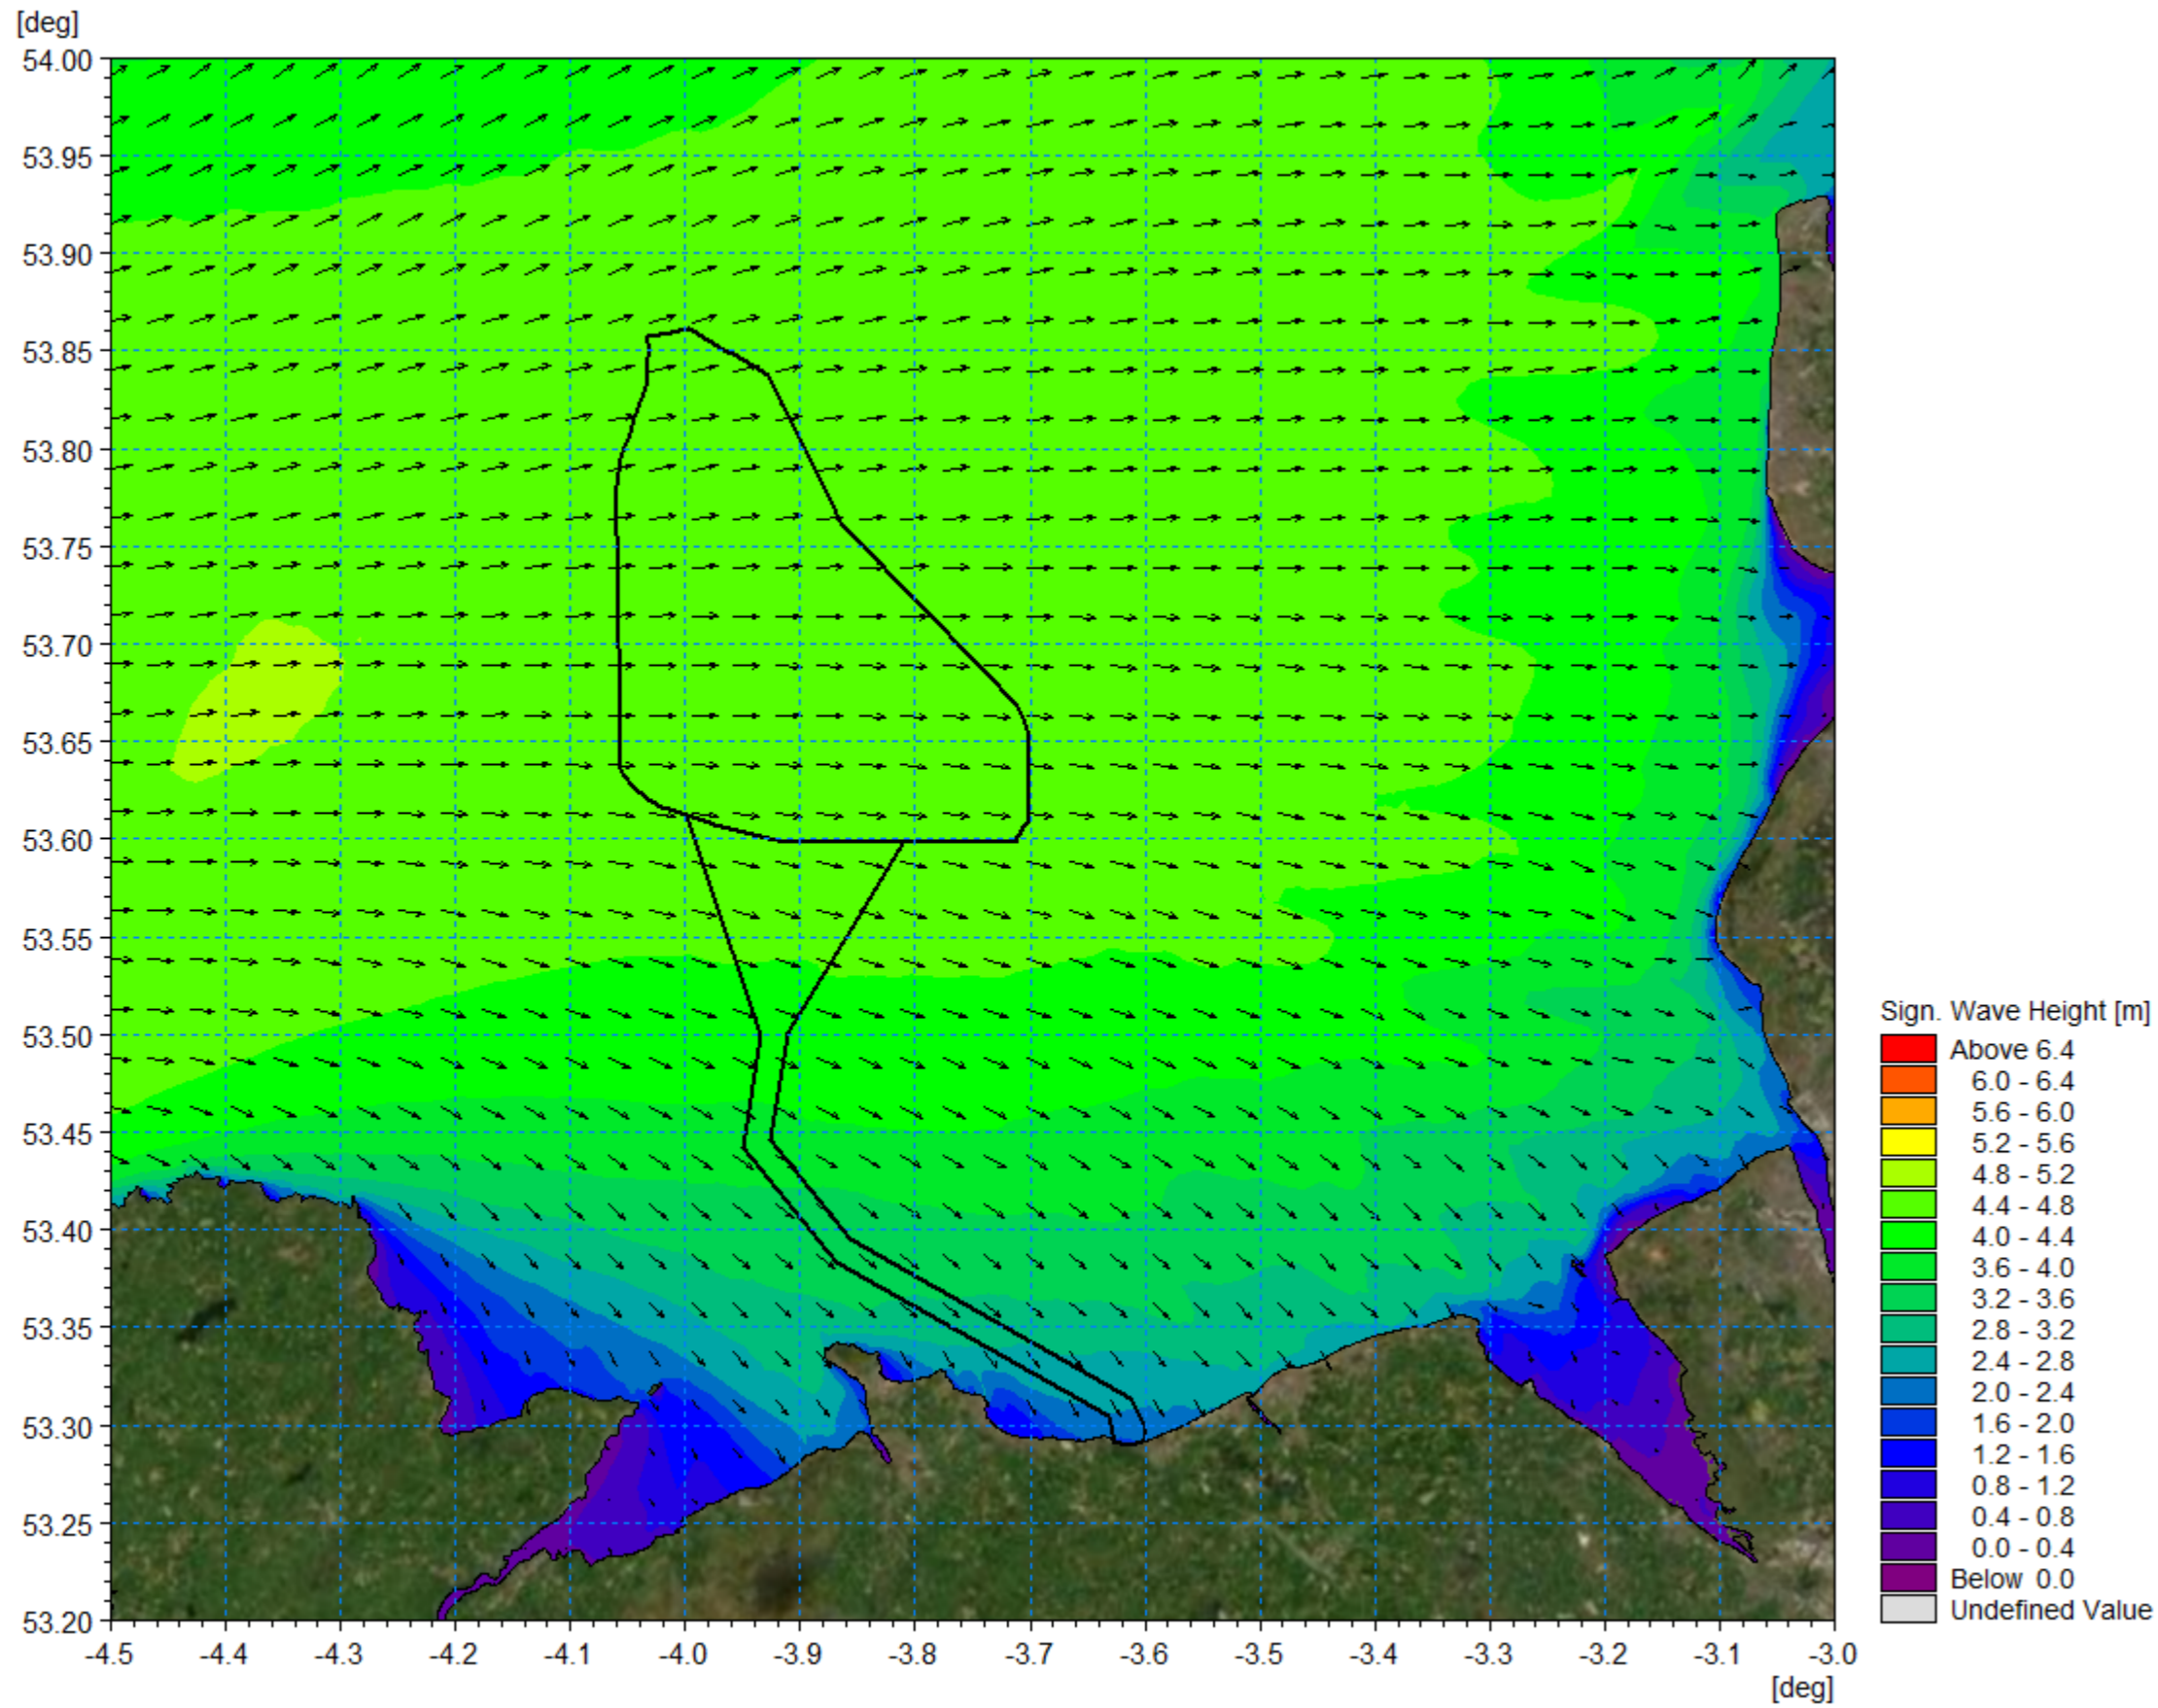 [deg]
54.00
53.95
53.90
53.85
53.80
53.75
53.70
53.65
53.60
53.55
53.50
53.45
53.40
53.35
53.30
53.25
53.20
-4.5 -4.4 -4.3 -4.2 -4.1 -4.0 -3.9 -3.8 -3.7 -3.6 -3.5 -3.4 -3.3 -3.2 -3.1 -3.0
[deg]
Sign. Wave Height [m]
Above 6.4
6.0 - 6.4
5.6 - 6.0
5.2 - 5.6
4.8 - 5.2
4.4 - 4.8
4.0 - 4.4
3.6 - 4.0
3.2 - 3.6
2.8 - 3.2
2.4 - 2.8
2.0 - 2.4
1.6 - 2.0
1.2 - 1.6
0.8 - 1.2
0.4 - 0.8
0.0 - 0.4
Below 0.0
Undefined Value